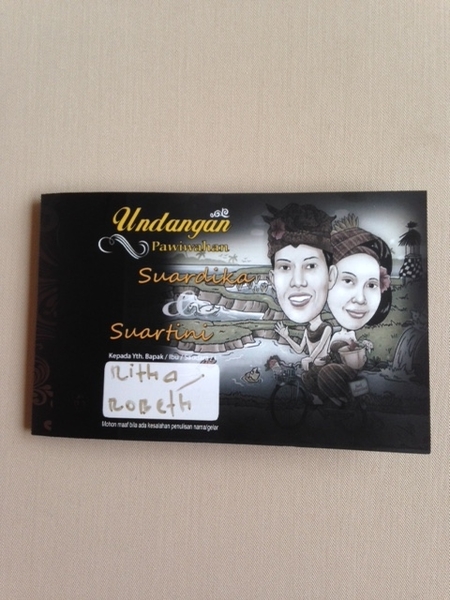 Undangan
Pawiwahan
Suardika
&
Suartini
Kepada Yth. Bapak / Ibu /
Ritha /
Robeth
Mohon maaf bila ada kesalahan penulisan nama/gelar